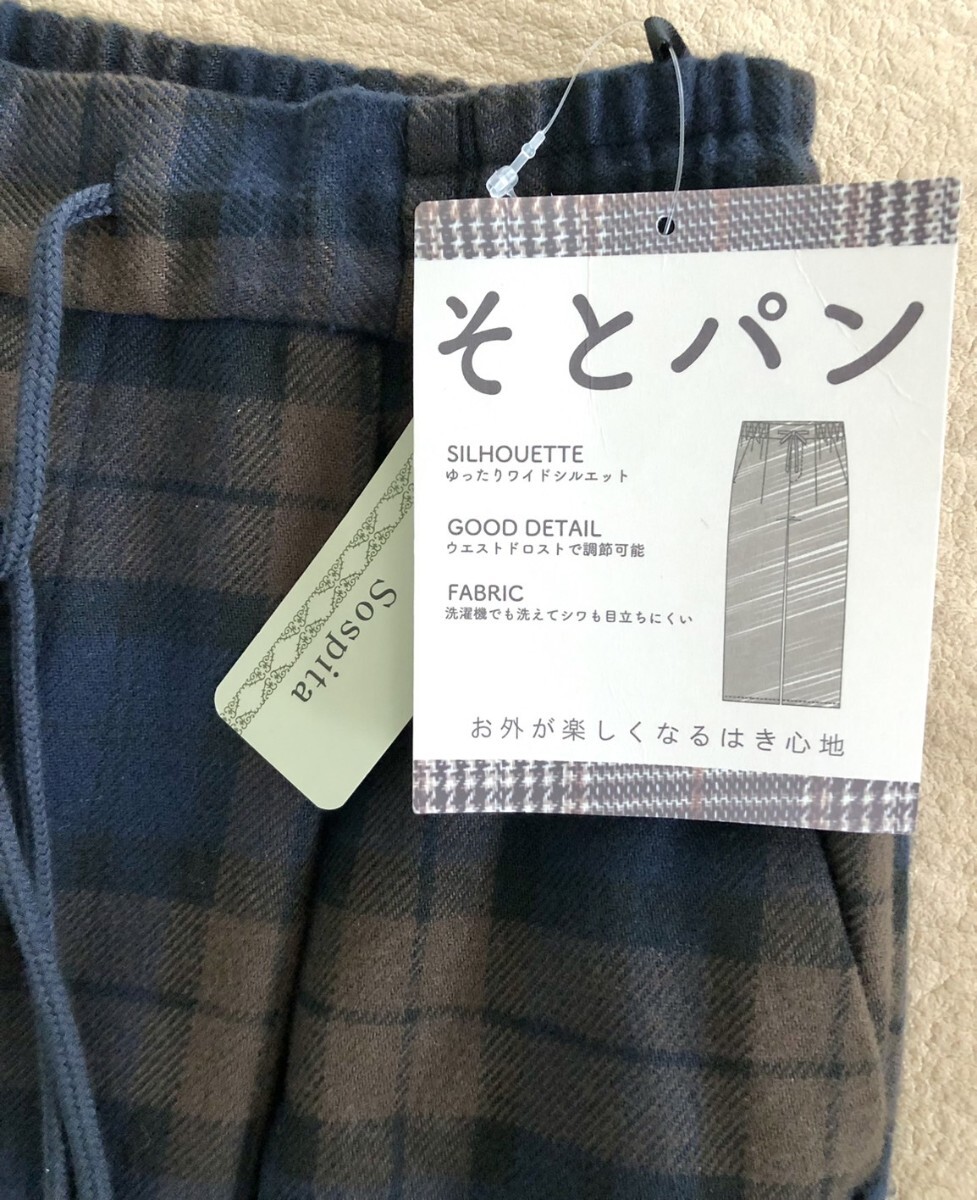 そとパン
SILHOUETTE
ゆったりワイドシルエット
GOOD DETAIL
ウエストドロストで調節可能
FABRIC
洗濯機でも洗えてシワも目立ちにくい
お外が楽しくなるはき心地
Sospita